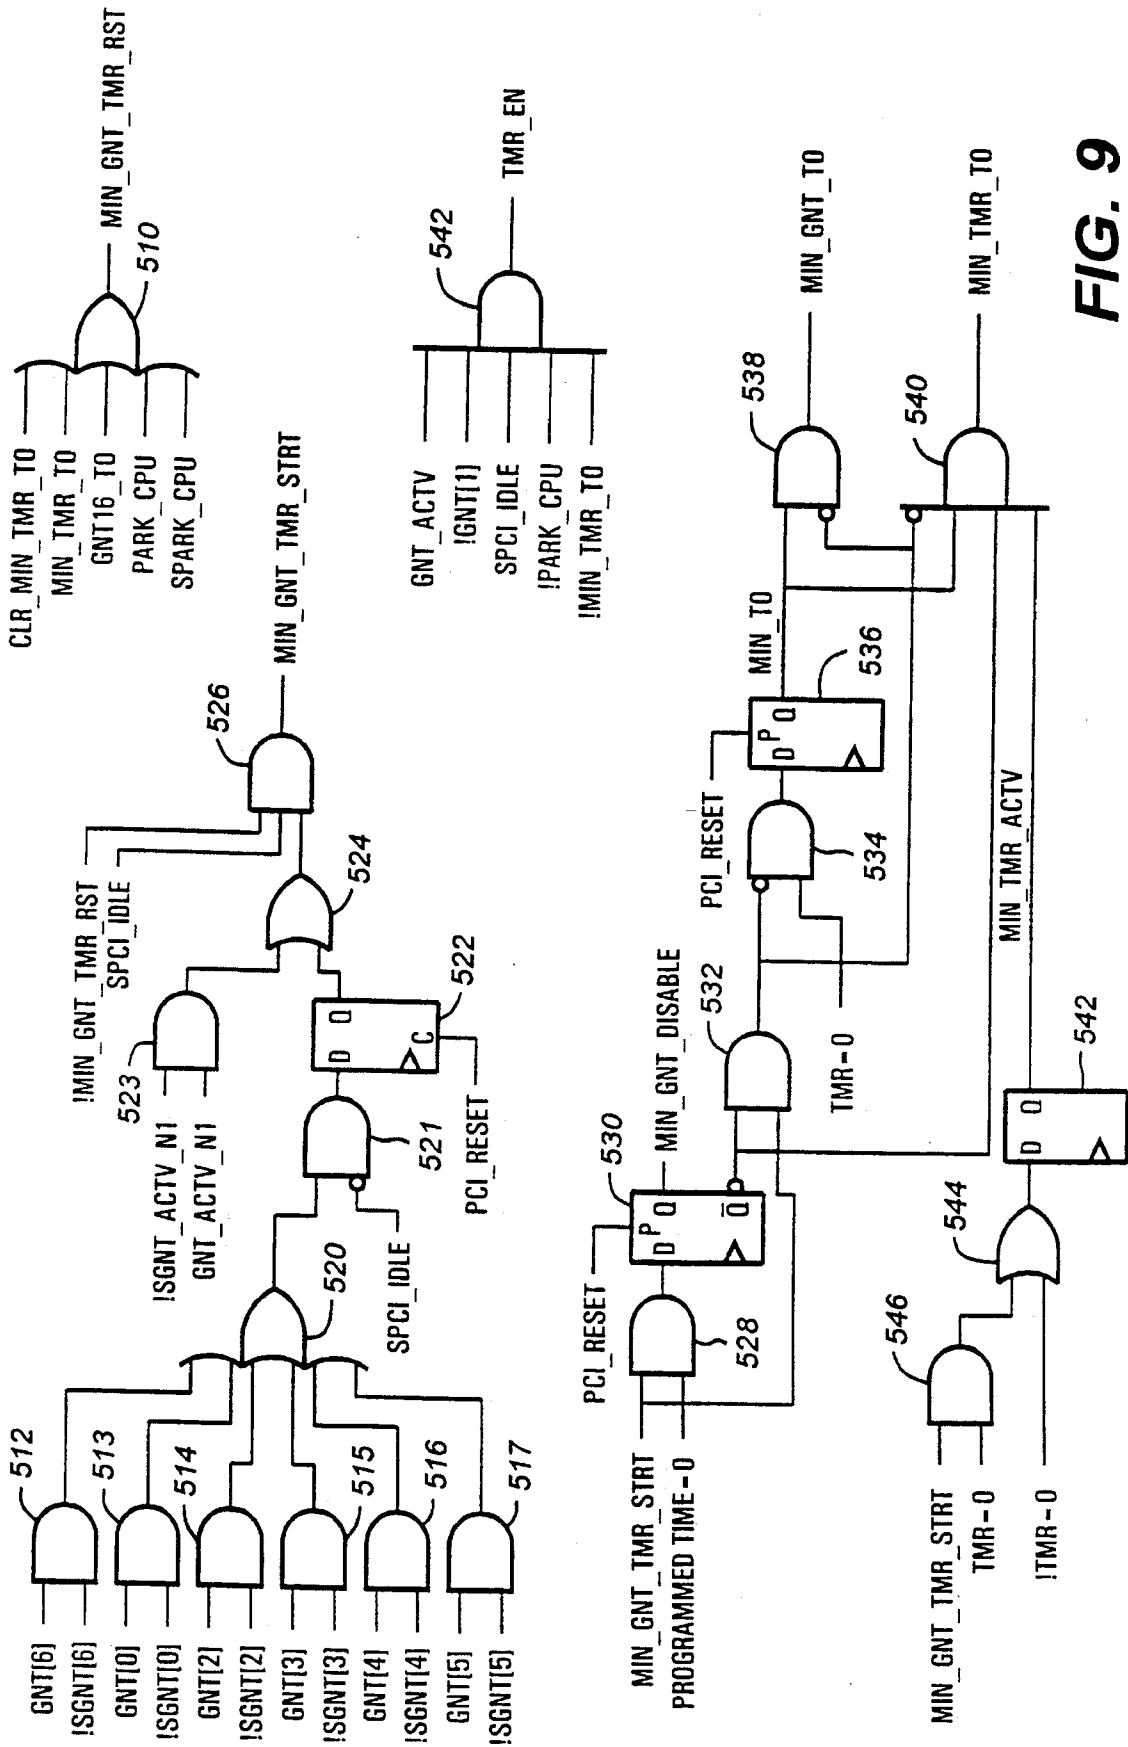 GNT[6]
!SGNT[6]
GNT[0]
!SGNT[0]
GNT[2]
!SGNT[2]
GNT[3]
!SGNT[3]
GNT[4]
!SGNT[4]
GNT[5]
!SGNT[5]
512
513
514
515
516
517
520
SPCI_IDLE
521
!SGNT_ACTV_N1
GNT_ACTV_N1
523
D Q
C
522
PCI_RESET
!MIN_GNT_TMR_RST
SPCI_IDLE
524
526
MIN_GNT_TMR_STRT
CLR_MIN_TMR_TO
MIN_TMR_TO
GNT16_TO
PARK_CPU
SPARK_CPU
510
MIN_GNT_TMR_RST
GNT_ACTV
!GNT[1]
SPCI_IDLE
!PARK_CPU
!MIN_TMR_TO
542
TMR_EN
MIN_GNT_TMR_STRT
PROGRAMMED TIME=0
528
PCI_RESET
D P Q
Q
530
MIN_GNT_DISABLE
532
TMR=0
534
PCI_RESET
D P Q
536
MIN_TO
538
MIN_GNT_TO
540
MIN_TMR_TO
MIN_GNT_TMR_STRT
TMR=0
!TMR=0
546
544
D Q
542
MIN_TMR_ACTV
FIG. 9